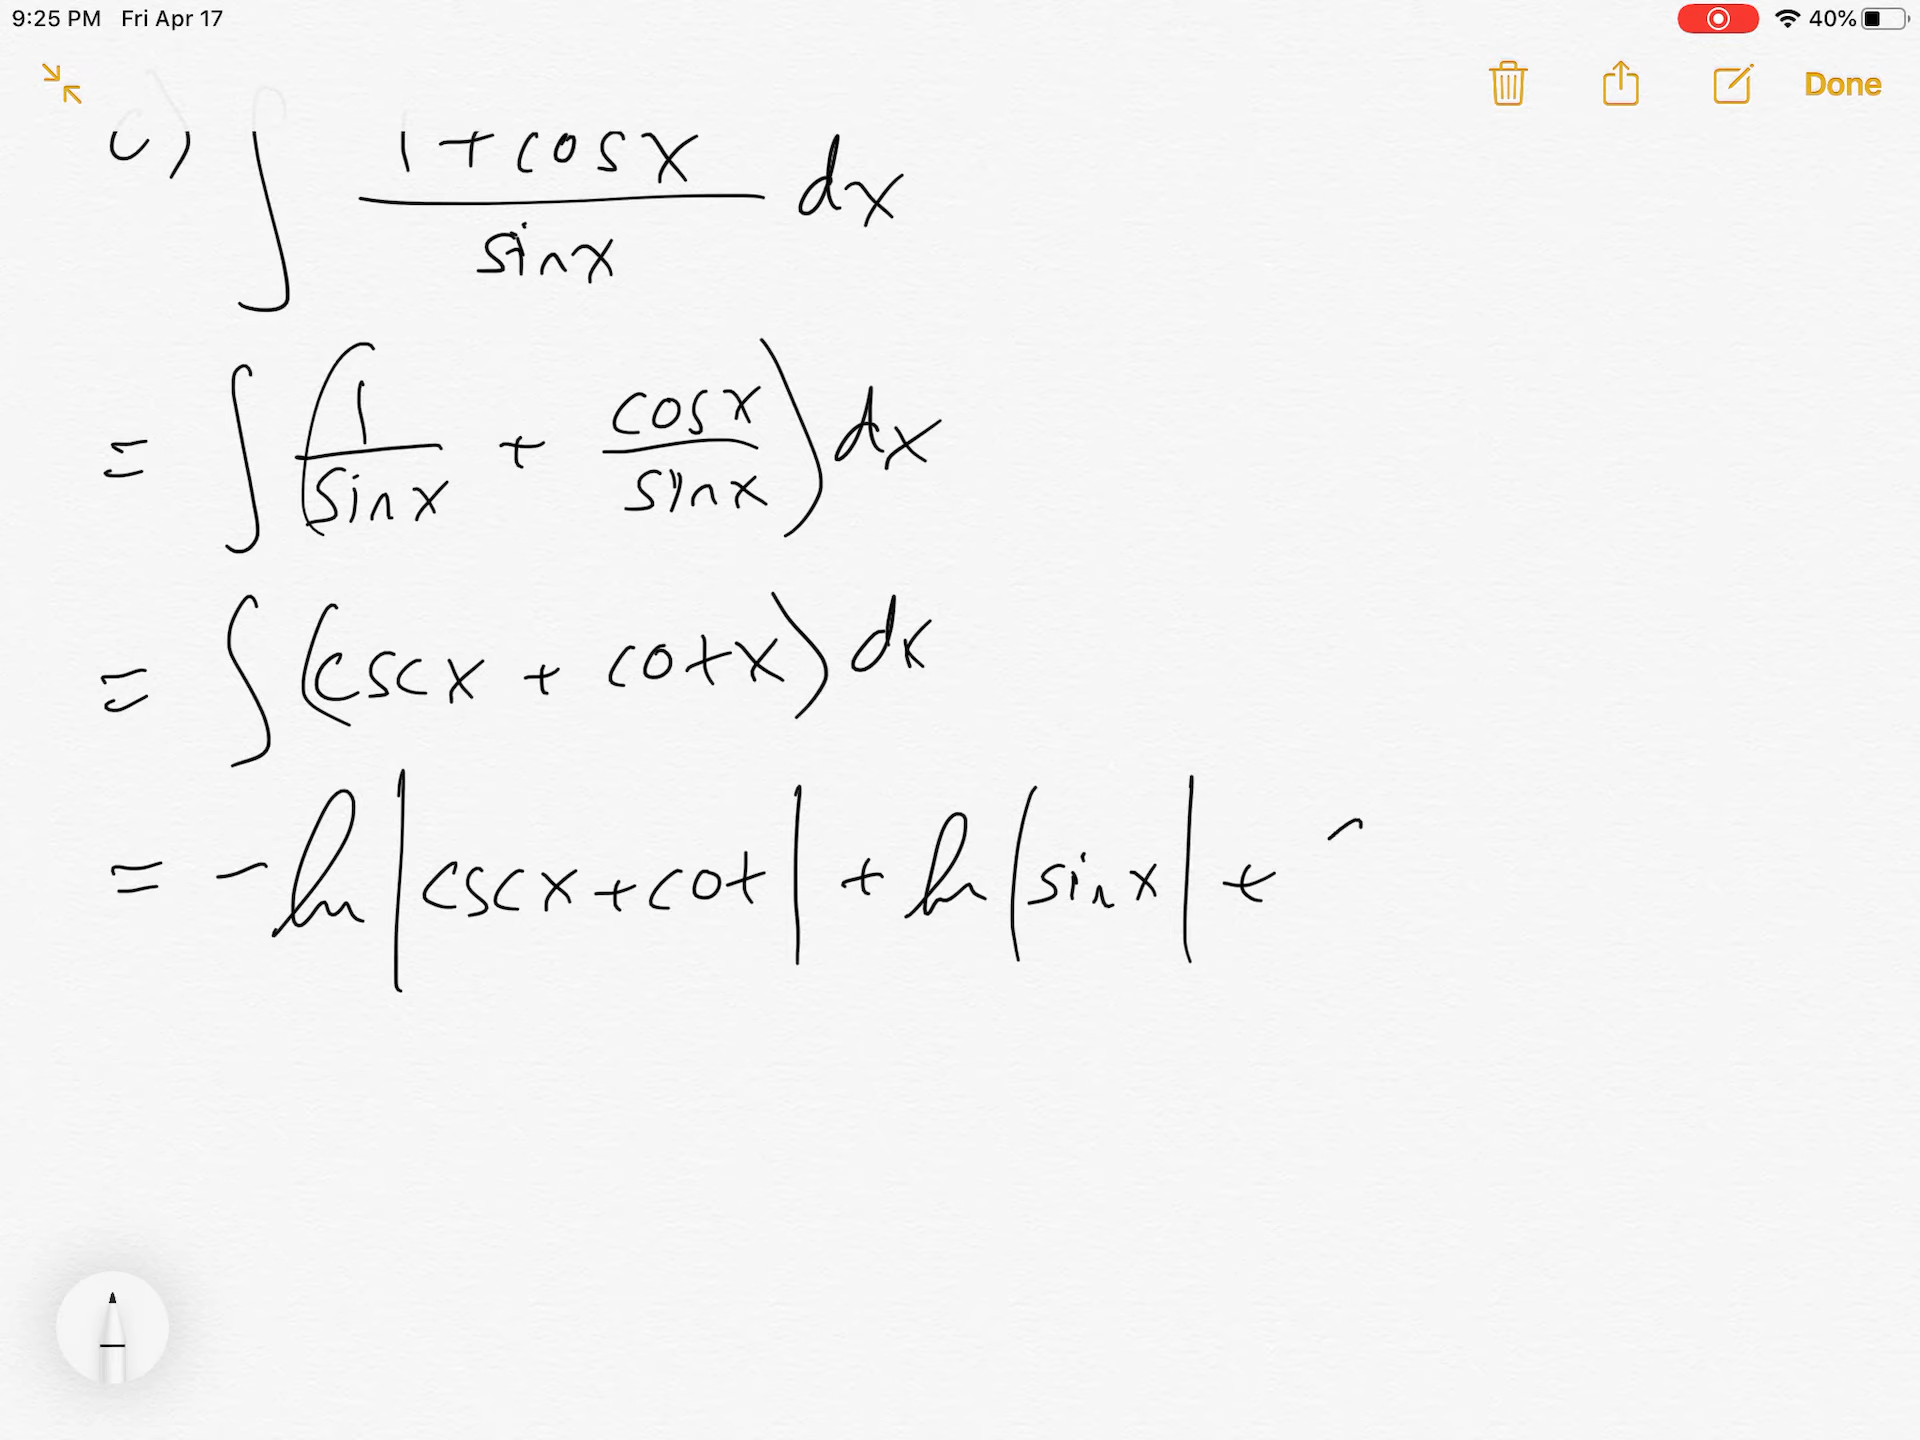 9:25 PM Fri Apr 17 40%
Done
c) ∫ (1 + cosx)/(sinx) dx
= ∫ (1/(sinx) + (cosx)/(sinx)) dx
= ∫ (cscx + cotx) dx
= -ln |cscx + cot| + ln |sinx| +